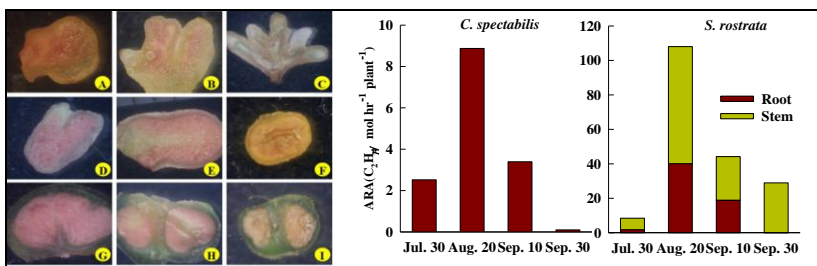 A
B
C
D
E
F
G
H
I
C. spectabilis
10
8
6
4
2
0
Jul. 30 Aug. 20 Sep. 10 Sep. 30
S. rostrata
120
100
80
60
40
20
0
Root
Stem
Jul. 30 Aug. 20 Sep. 10 Sep. 30
mol hr-1 plant-1)